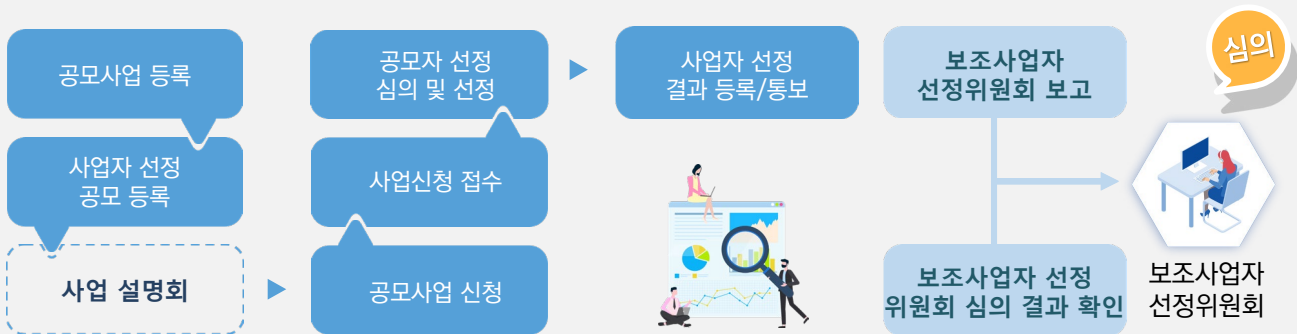 공모사업 등록
사업자 선정
공모 등록
사업 설명회
공모자 선정
심의 및 선정
사업신청 접수
공모사업 신청
사업자 선정
결과 등록/통보
보조사업자
선정위원회 보고
보조사업자 선정
위원회 심의 결과 확인
심의
보조사업자
선정위원회